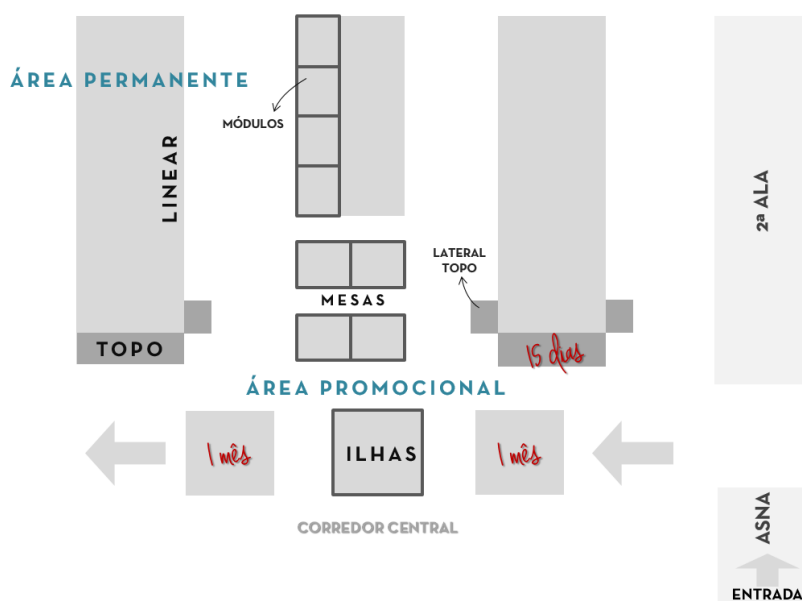 ÁREA PERMANENTE
MÓDULOS
LINEAR
2ª ALA
LATERAL
TOPO
MESAS
TOPO
15 dias
ÁREA PROMOCIONAL
1 mês
ILHAS
1 mês
CORREDOR CENTRAL
ASNA
ENTRADA